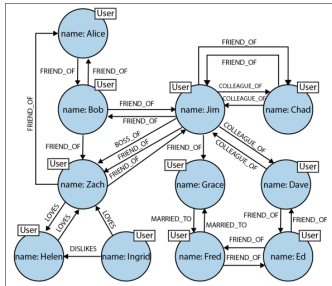 User
name: Alice
FRIEND_OF
FRIEND_OF
FRIEND_OF
User
name: Bob
FRIEND_OF
FRIEND_OF
User
name: Jim
FRIEND_OF
FRIEND_OF
COLLEAGUE_OF
COLLEAGUE_OF
User
name: Chad
FRIEND_OF
BOSS_OF
FRIEND_OF
FRIEND_OF
FRIEND_OF
COLLEAGUE_OF
COLLEAGUE_OF
User
name: Zach
User
name: Grace
User
name: Dave
LOVES
LOVES
LOVES
MARRIED_TO
MARRIED_TO
FRIEND_OF
FRIEND_OF
User
name: Helen
DISLIKES
User
name: Ingrid
User
name: Fred
FRIEND_OF
FRIEND_OF
User
name: Ed